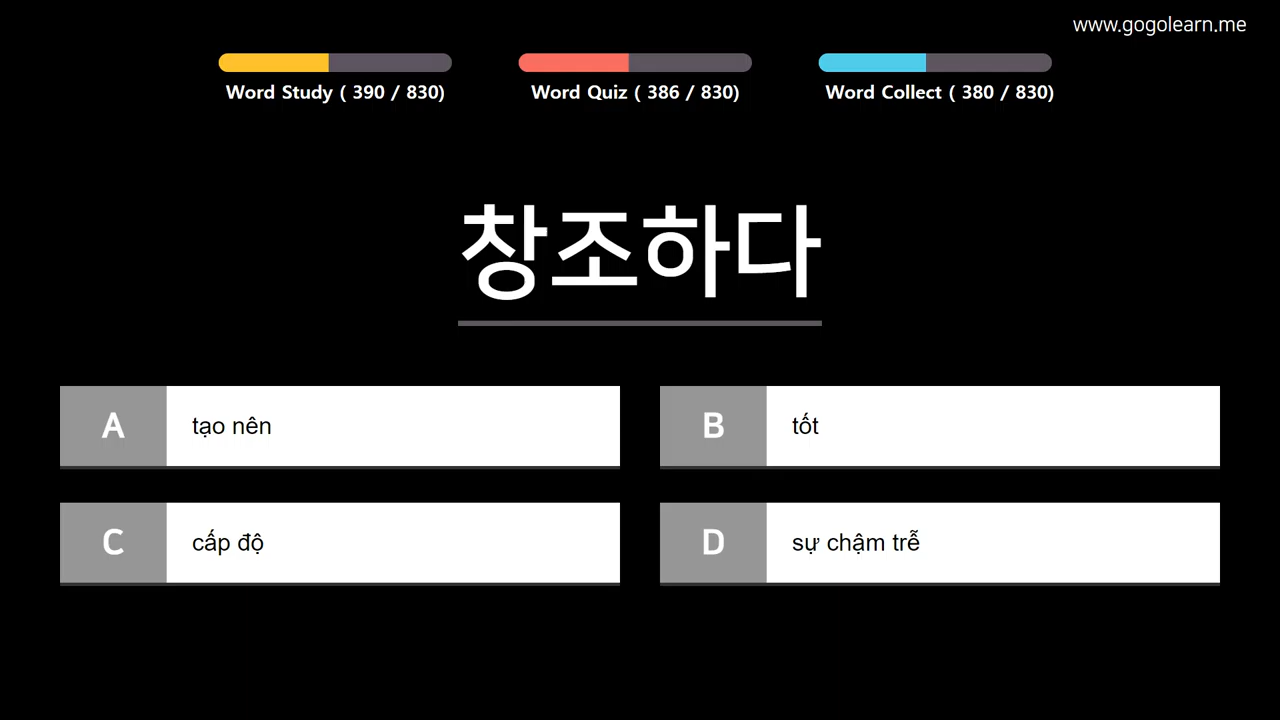 www.gogolearn.me
Word Study ( 390 / 830)
Word Quiz ( 386 / 830)
Word Collect ( 380 / 830)
창조하다
A tạo nên
B tốt
C cấp độ
D sự chậm trễ